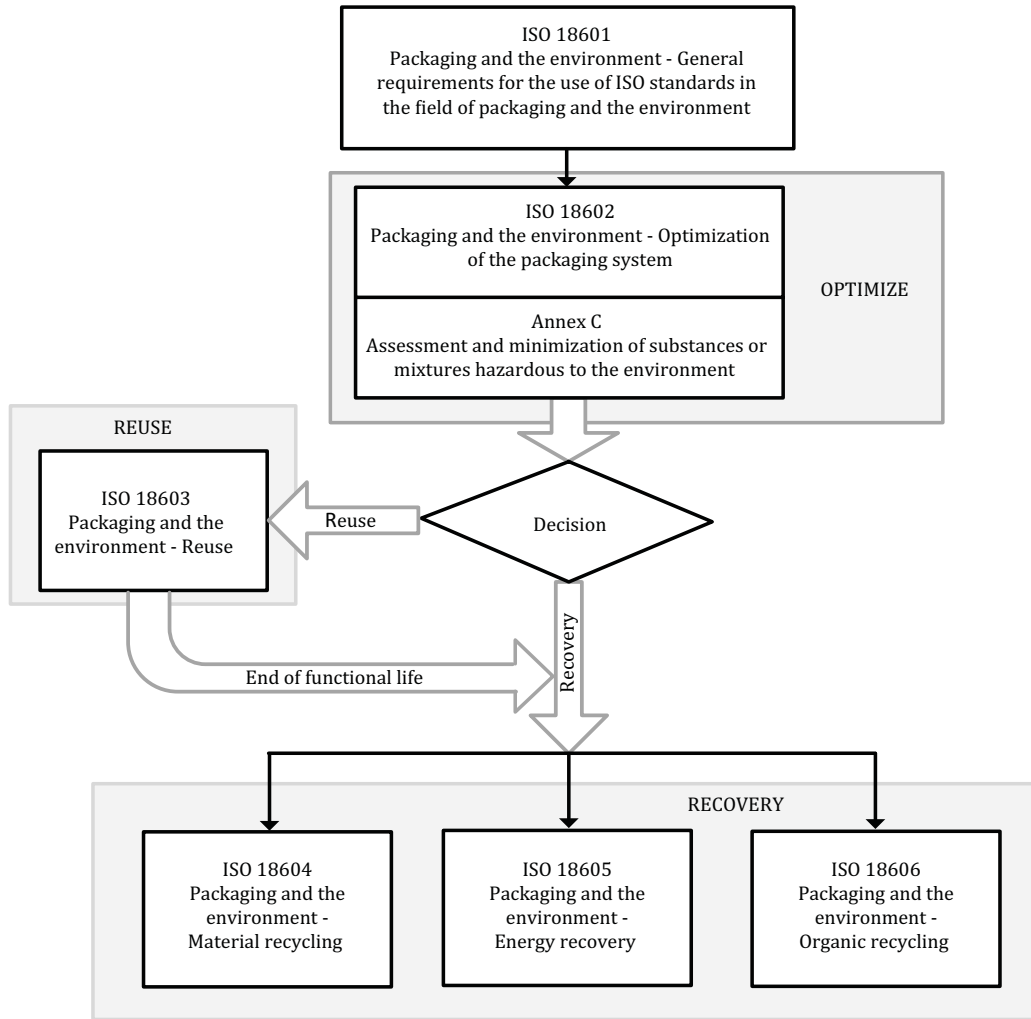 ISO 18601
Packaging and the environment - General
requirements for the use of ISO standards in
the field of packaging and the environment
ISO 18602
Packaging and the environment - Optimization
of the packaging system
OPTIMIZE
Annex C
Assessment and minimization of substances or
mixtures hazardous to the environment
REUSE
ISO 18603
Packaging and the
environment - Reuse
Reuse
Decision
Recovery
End of functional life
RECOVERY
ISO 18604
Packaging and the
environment -
Material recycling
ISO 18605
Packaging and the
environment -
Energy recovery
ISO 18606
Packaging and the
environment -
Organic recycling